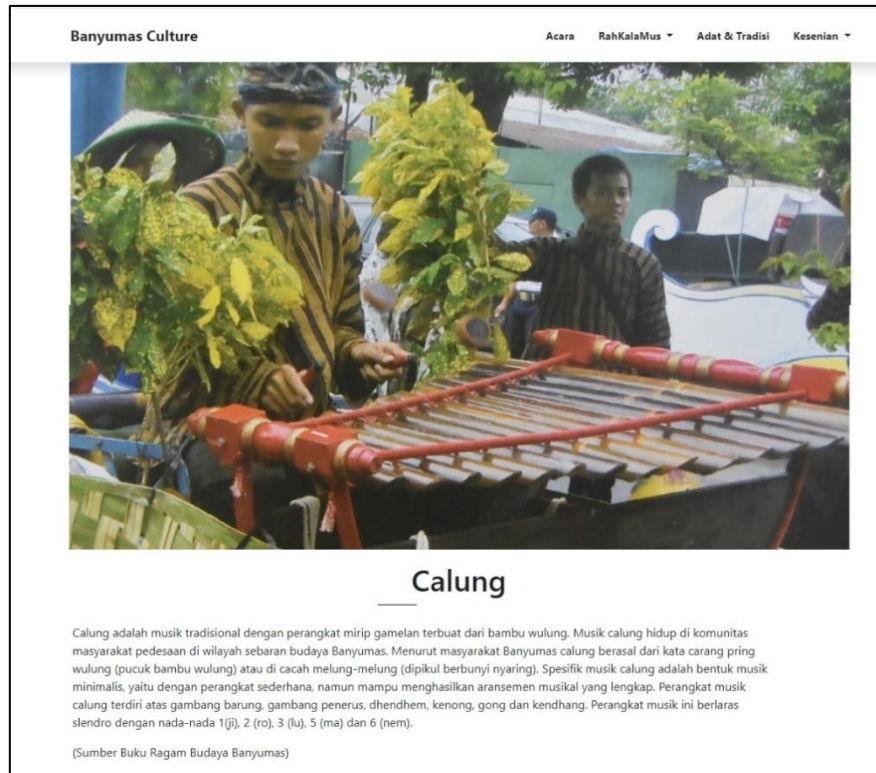 Banyumas Culture
Acara RahKalaMus Adat & Tradisi Kesenian
Calung
Calung adalah musik tradisional dengan perangkat mirip gamelan terbuat dari bambu wulung. Musik calung hidup di komunitas
masyarakat pedesaan di wilayah sebaran budaya Banyumas. Menurut masyarakat Banyumas calung berasal dari kata carang pring
wulung (pucuk bambu wulung) atau di cacah melung-melung (dipikul berbunyi nyaring). Spesifik musik calung adalah bentuk musik
minimalis, yaitu dengan perangkat sederhana, namun mampu menghasilkan aransemen musikal yang lengkap. Perangkat musik
calung terdiri atas gambang barung, gambang penerus, dhendhem, kenong, gong dan kendhang. Perangkat musik ini berlaras
slendro dengan nada-nada 1(ji), 2 (ro), 3 (lu), 5 (ma) dan 6 (nem).
(Sumber Buku Ragam Budaya Banyumas)